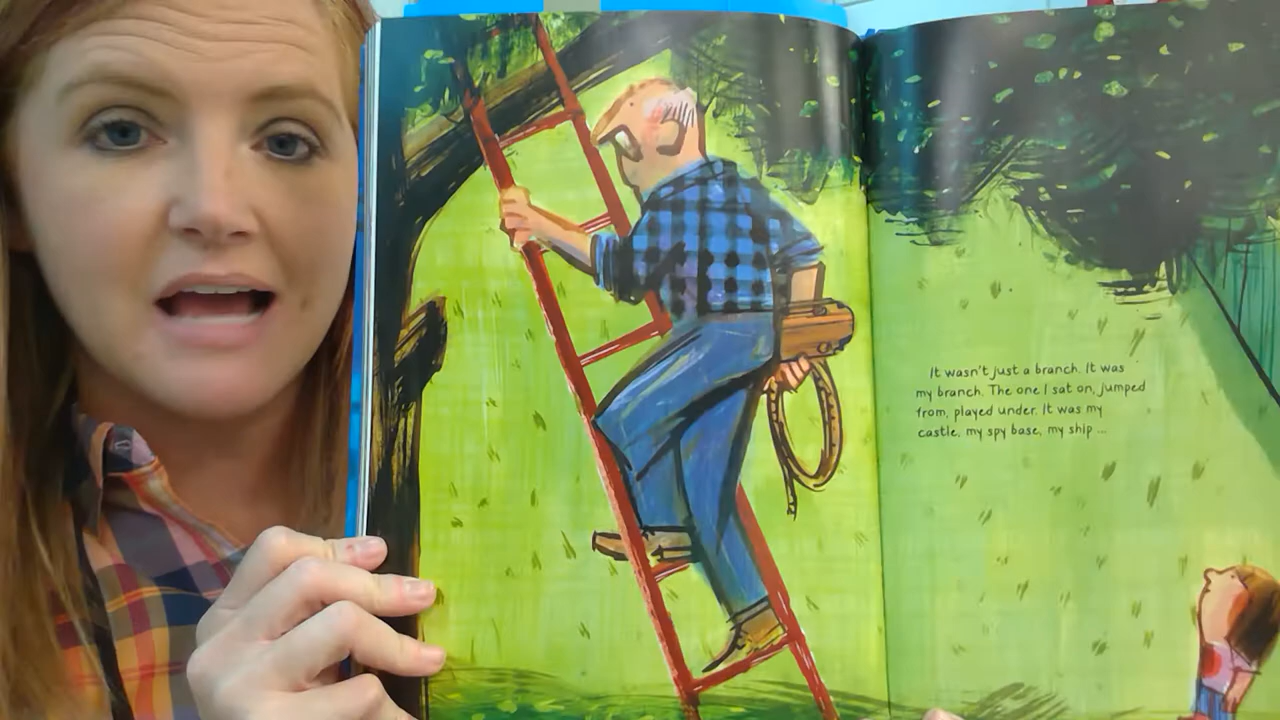 It wasn't just a branch. It was
my branch. The one I sat on, jumped
from, played under. It was my
castle, my spy base, my ship ...